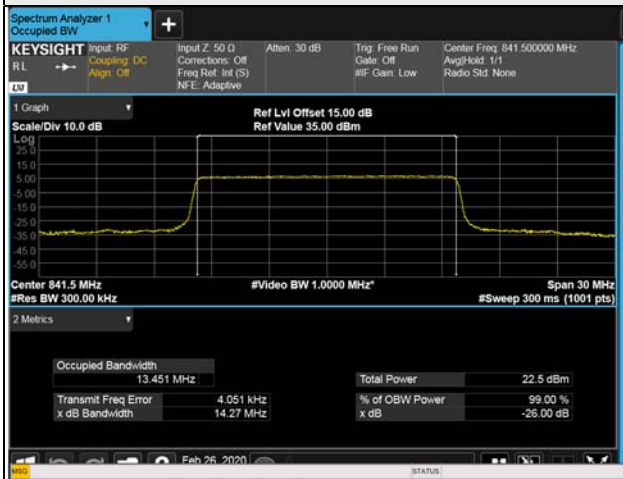 Spectrum Analyzer 1
Occupied BW
KEYSIGHT Input: RF Input Z: 50 Ω Atten: 30 dB Trig: Free Run Center Freq: 841.500000 MHz
RL Coupling: DC Corrections: Off Gate: Off Avg|Hold: 1/1
Align: Off Freq Ref: Int (S) #IF Gain: Low Radio Std: None
LXI NFE: Adaptive
1 Graph Ref Lvl Offset 15.00 dB
Scale/Div 10.0 dB Ref Value 35.00 dBm
Log
25.0
15.0
5.00
-5.00
-15.0
-25.0
-35.0
-45.0
-55.0
Center 841.5 MHz #Video BW 1.0000 MHz* Span 30 MHz
#Res BW 300.00 kHz #Sweep 300 ms (1001 pts)
2 Metrics
Occupied Bandwidth
13.451 MHz Total Power 22.5 dBm
Transmit Freq Error 4.051 kHz % of OBW Power 99.00 %
x dB Bandwidth 14.27 MHz x dB -26.00 dB
Feb 26, 2020
MSG STATUS